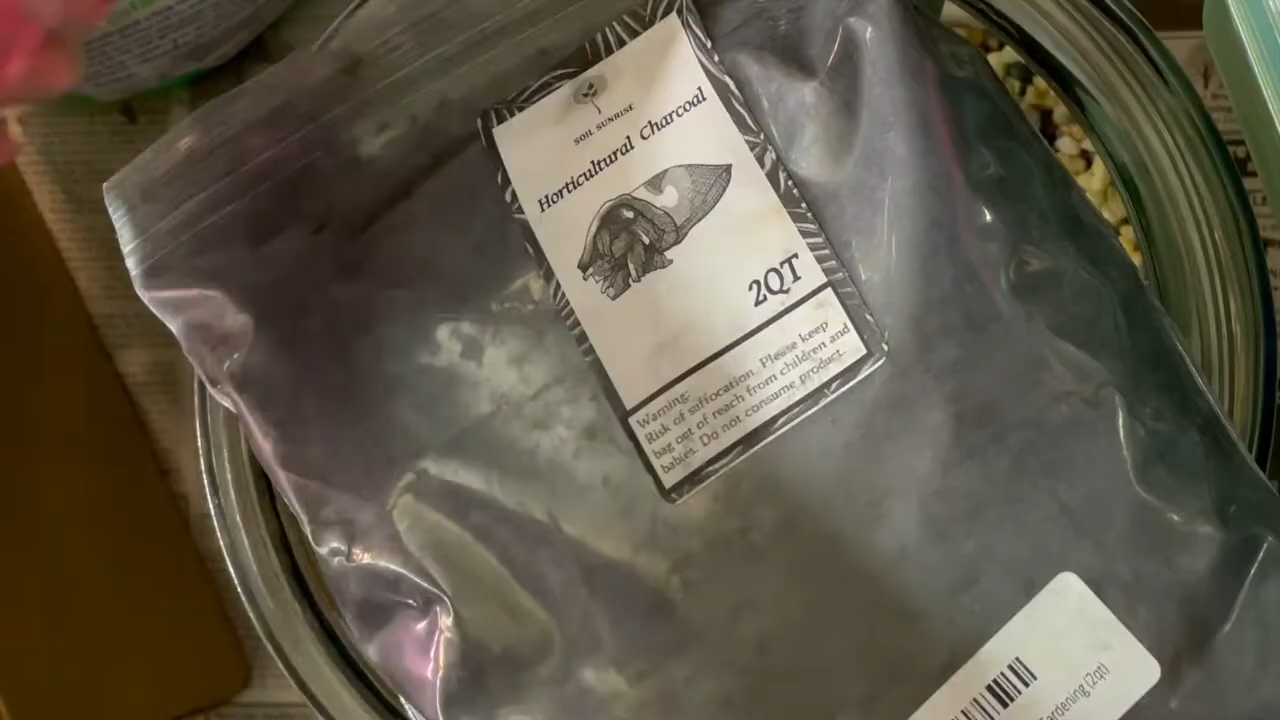 SOIL SUNRISE
Horticultural Charcoal
2QT
Warning:
Risk of suffocation. Please keep
bag out of reach from children and
babies. Do not consume product.
ardening (2qt)